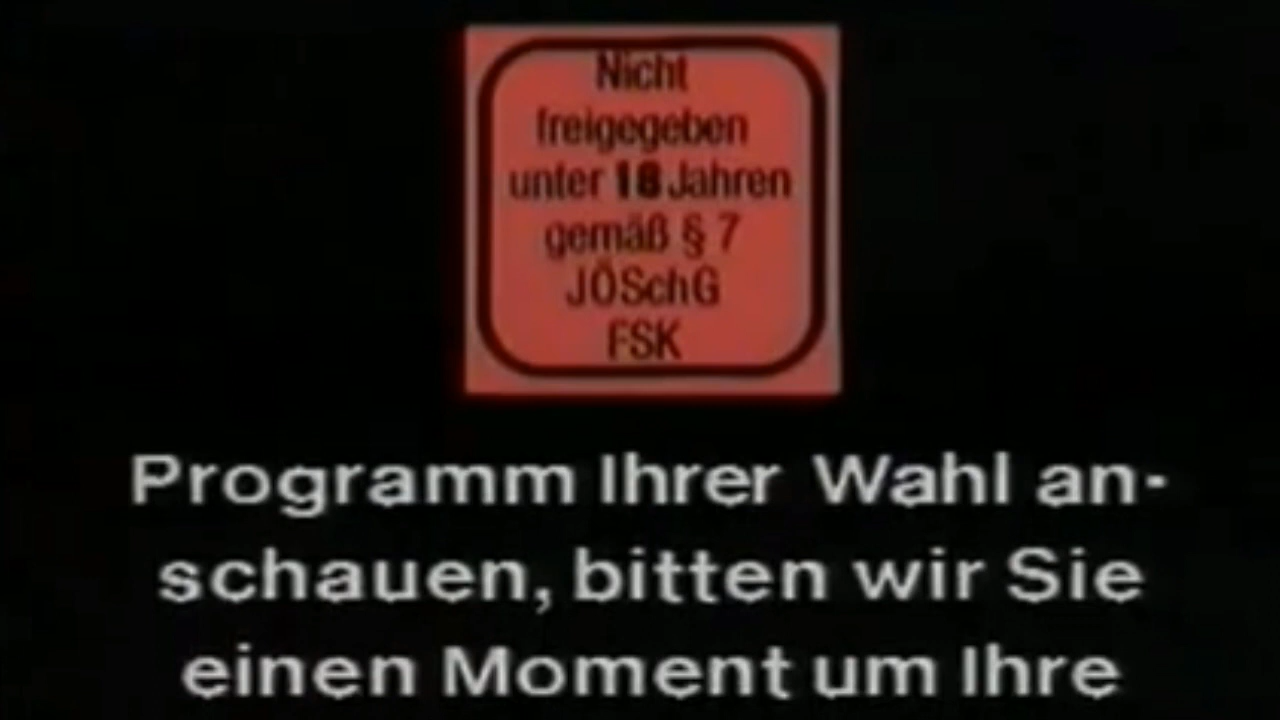 Nicht
freigegeben
unter 18 Jahren
gemäß § 7
JÖSchG
FSK
Programm Ihrer Wahl an-
schauen, bitten wir Sie
einen Moment um Ihre